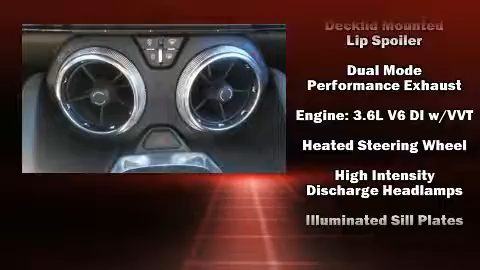 Decklid Mounted
Lip Spoiler
Dual Mode
Performance Exhaust
Engine: 3.6L V6 DI w/VVT
Heated Steering Wheel
High Intensity
Discharge Headlamps
Illuminated Sill Plates